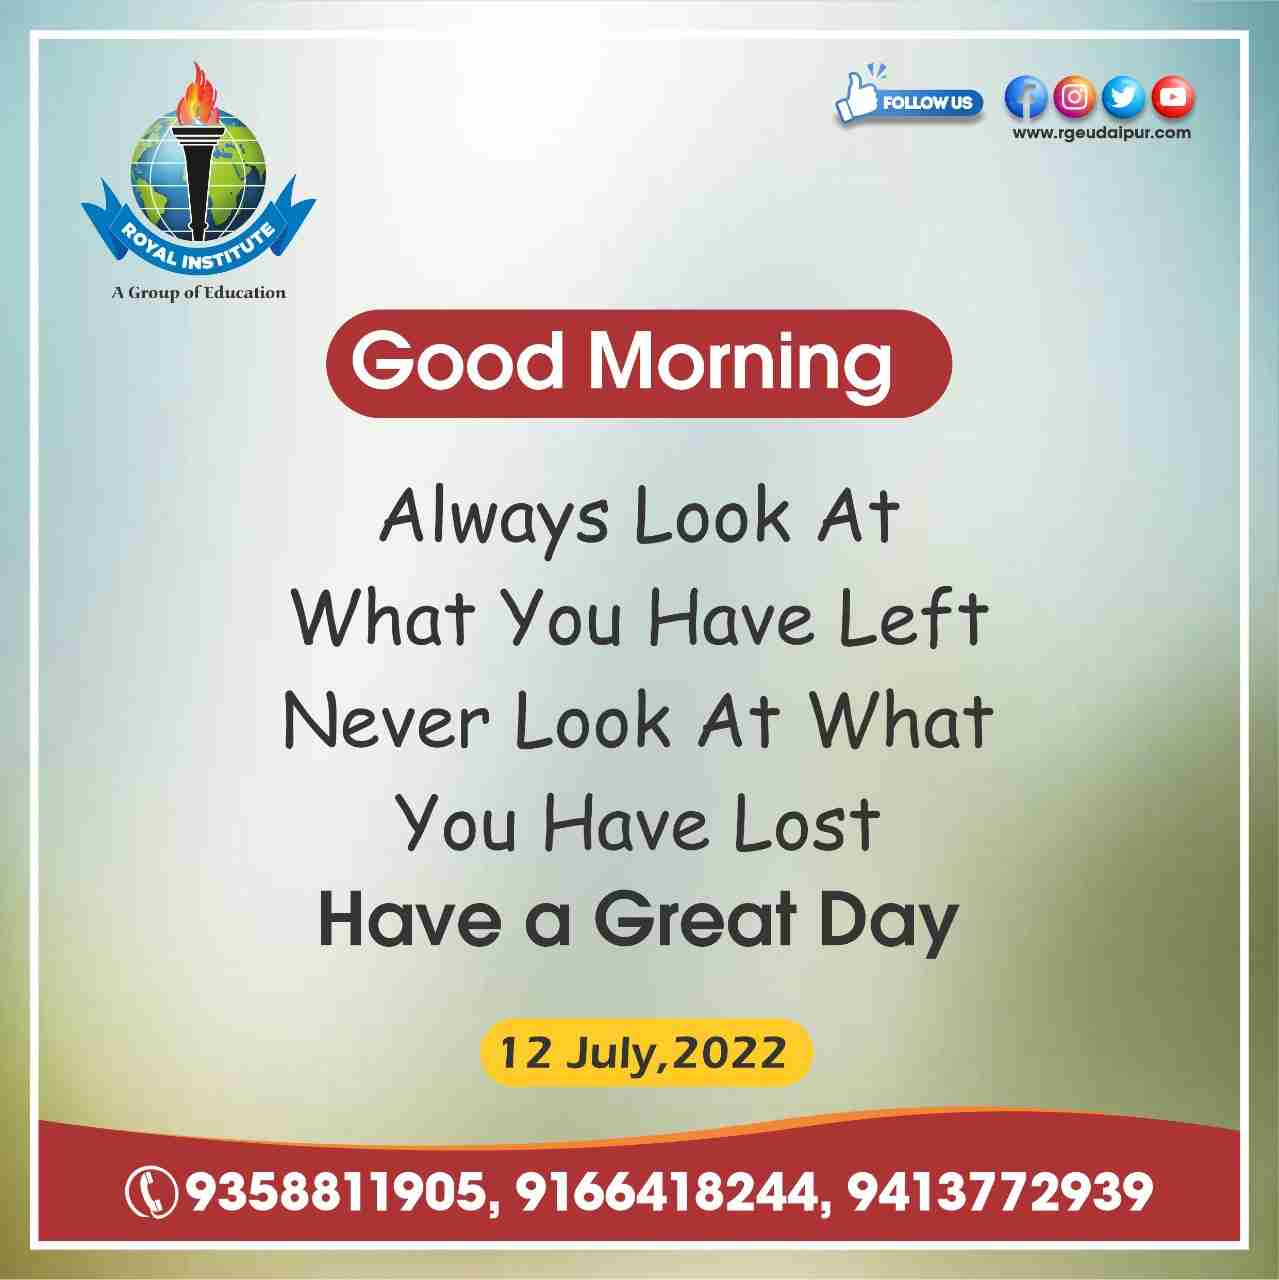 FOLLOW US
www.rgeudaipur.com
ROYAL INSTITUTE
A Group of Education
Good Morning
Always Look At
What You Have Left
Never Look At What
You Have Lost
Have a Great Day
12 July,2022
9358811905, 9166418244, 9413772939